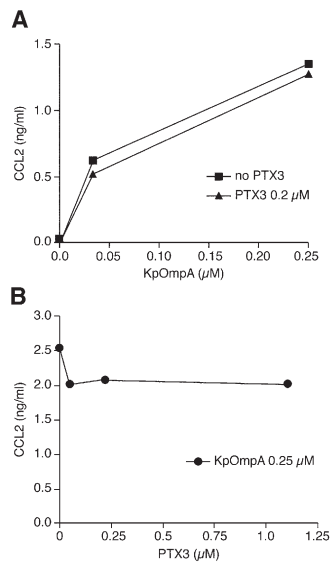 A
1.5
1.0
0.5
0.0
CCL2 (ng/ml)
no PTX3
PTX3 0.2 µM
0.0 0.05 0.10 0.15 0.20 0.25
KpOmpA (µM)
B
3.0
2.5
2.0
1.5
1.0
0.5
0.0
CCL2 (ng/ml)
KpOmpA 0.25 µM
0 0.25 0.50 0.75 1.0 1.25
PTX3 (µM)